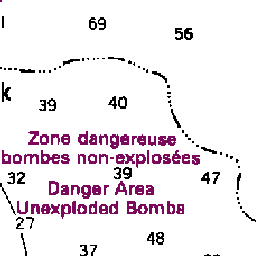 69
56
k
39
40
Zone dangereuse
bombes non-explosées
32
39
47
Danger Area
Unexploded Bombs
27
48
37